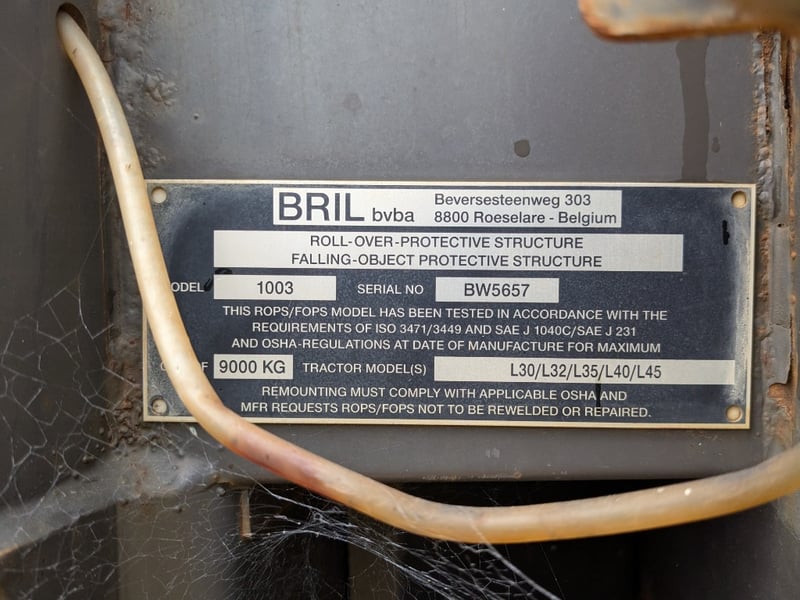 BRIL bvba
Beversesteenweg 303
8800 Roeselare - Belgium
ROLL-OVER-PROTECTIVE STRUCTURE
FALLING-OBJECT PROTECTIVE STRUCTURE
ODEL 1003 SERIAL NO BW5657
THIS ROPS/FOPS MODEL HAS BEEN TESTED IN ACCORDANCE WITH THE
REQUIREMENTS OF ISO 3471/3449 AND SAE J 1040C/SAE J 231
AND OSHA-REGULATIONS AT DATE OF MANUFACTURE FOR MAXIMUM
F 9000 KG TRACTOR MODEL(S) L30/L32/L35/L40/L45
REMOUNTING MUST COMPLY WITH APPLICABLE OSHA AND
MFR REQUESTS ROPS/FOPS NOT TO BE REWELDED OR REPAIRED.